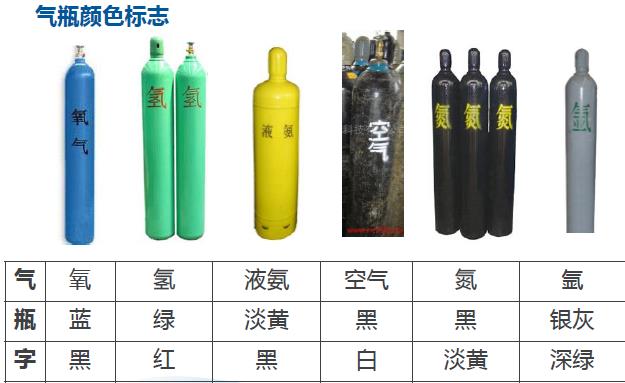 气瓶颜色标志
氧气
氢 氢
液氨
空气
氮 氮 氮
氩
气 氧 氢 液氨 空气 氮 氩
瓶 蓝 绿 淡黄 黑 黑 银灰
字 黑 红 黑 白 淡黄 深绿